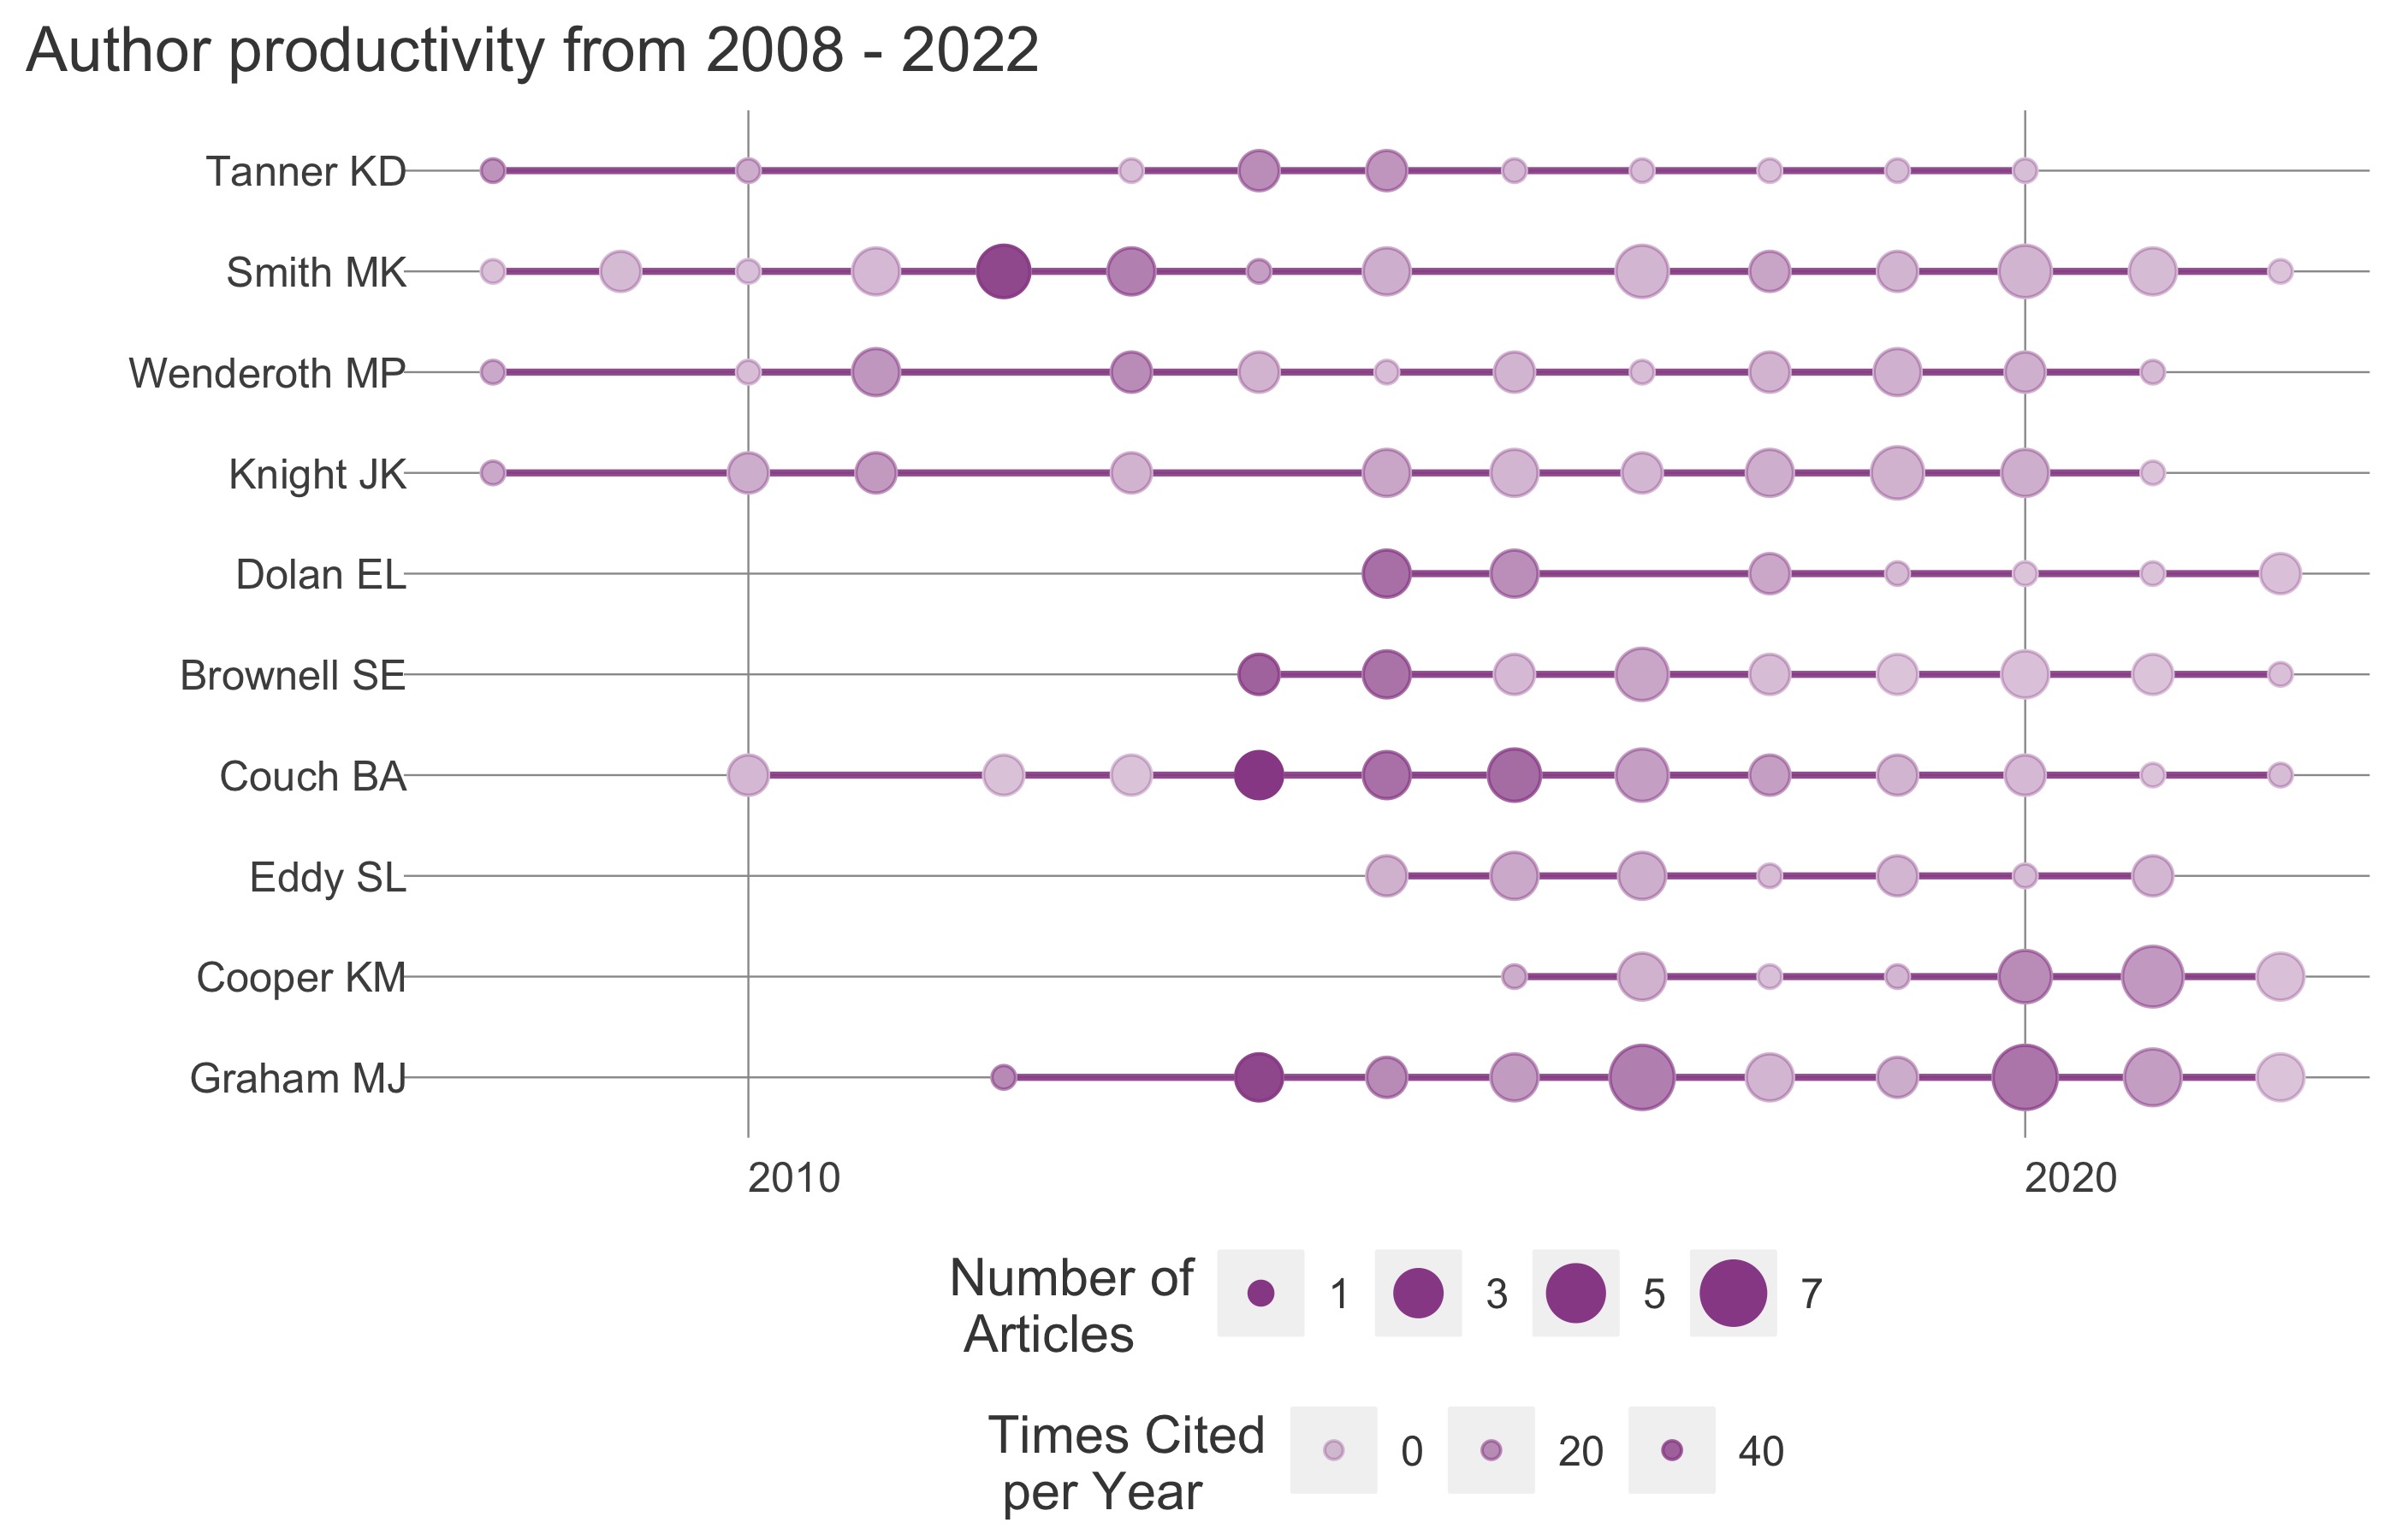 Author productivity from 2008 - 2022
Tanner KD
Smith MK
Wenderoth MP
Knight JK
Dolan EL
Brownell SE
Couch BA
Eddy SL
Cooper KM
Graham MJ
2010 2020
Number of
Articles
1 3 5 7
Times Cited
per Year
0 20 40